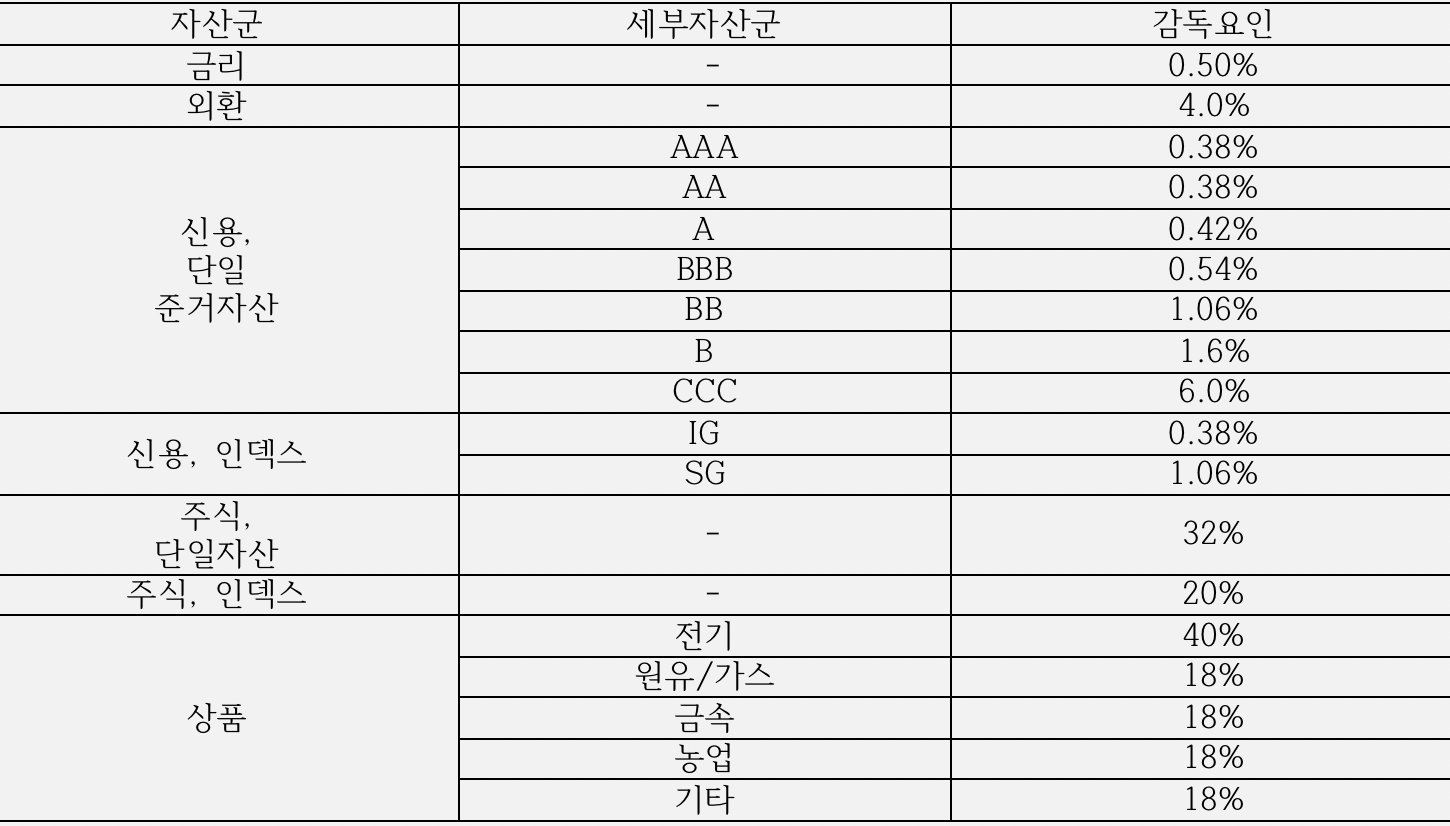 자산군 세부자산군 감독요인
금리 - 0.50%
외환 - 4.0%
신용,
단일
준거자산
AAA 0.38%
AA 0.38%
A 0.42%
BBB 0.54%
BB 1.06%
B 1.6%
CCC 6.0%
신용, 인덱스
IG 0.38%
SG 1.06%
주식,
단일자산
- 32%
주식, 인덱스 - 20%
상품
전기 40%
원유/가스 18%
금속 18%
농업 18%
기타 18%